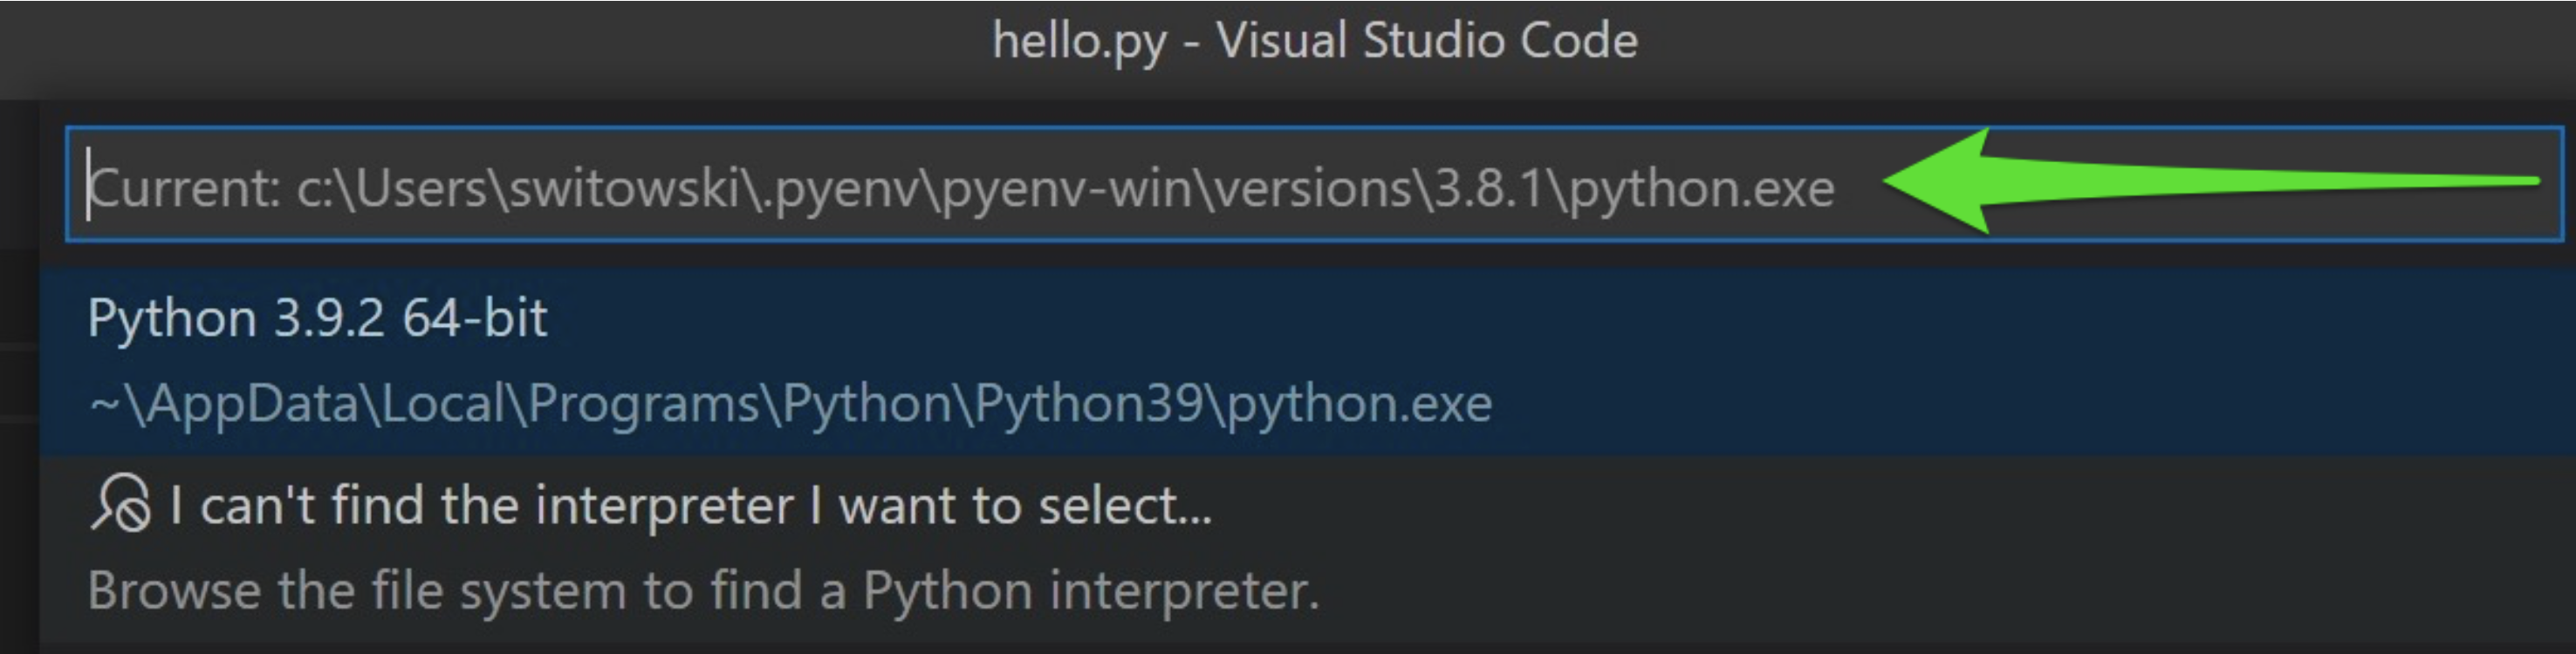 hello.py - Visual Studio Code
Current: c:\Users\switowski\.pyenv\pyenv-win\versions\3.8.1\python.exe
Python 3.9.2 64-bit
~\AppData\Local\Programs\Python\Python39\python.exe
I can't find the interpreter I want to select...
Browse the file system to find a Python interpreter.